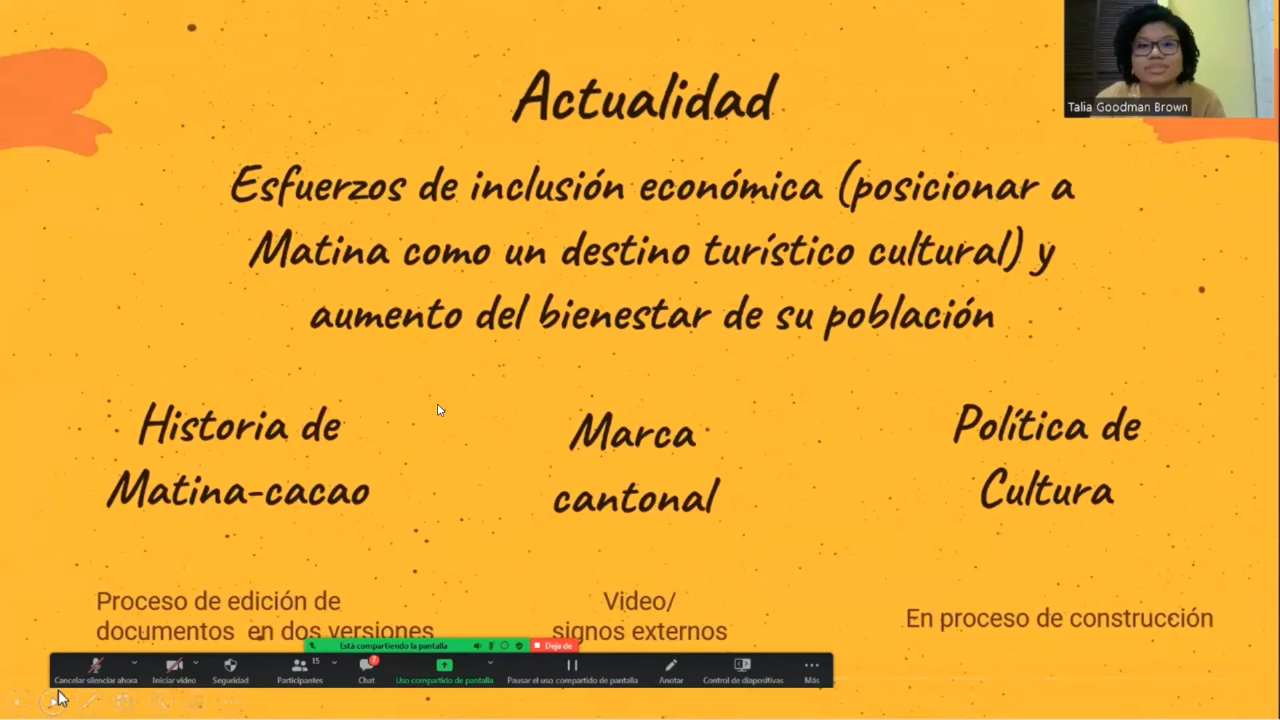 Actualidad
Talia Goodman Brown
Esfuerzos de inclusión económica (posicionar a
Matina como un destino turístico cultural) y
aumento del bienestar de su población
Historia de
Matina-cacao
Marca
cantonal
Política de
Cultura
Proceso de edición de
documentos en dos versiones
Video/
signos externos
En proceso de construcción
Está compartiendo la pantalla
Deja de
Cancelar silenciar ahora
Iniciar video
Seguridad
15
Participantes
7
Chat
Uso compartido de pantalla
Pausar el uso compartido de pantalla
Anotar
Control de diapositivas
Más